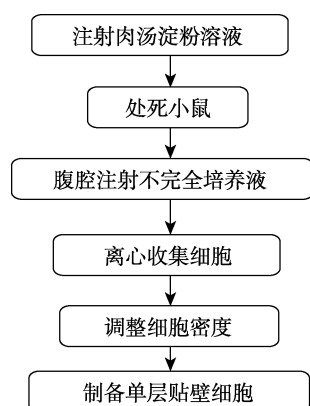 注射肉汤淀粉溶液
处死小鼠
腹腔注射不完全培养液
离心收集细胞
调整细胞密度
制备单层贴壁细胞